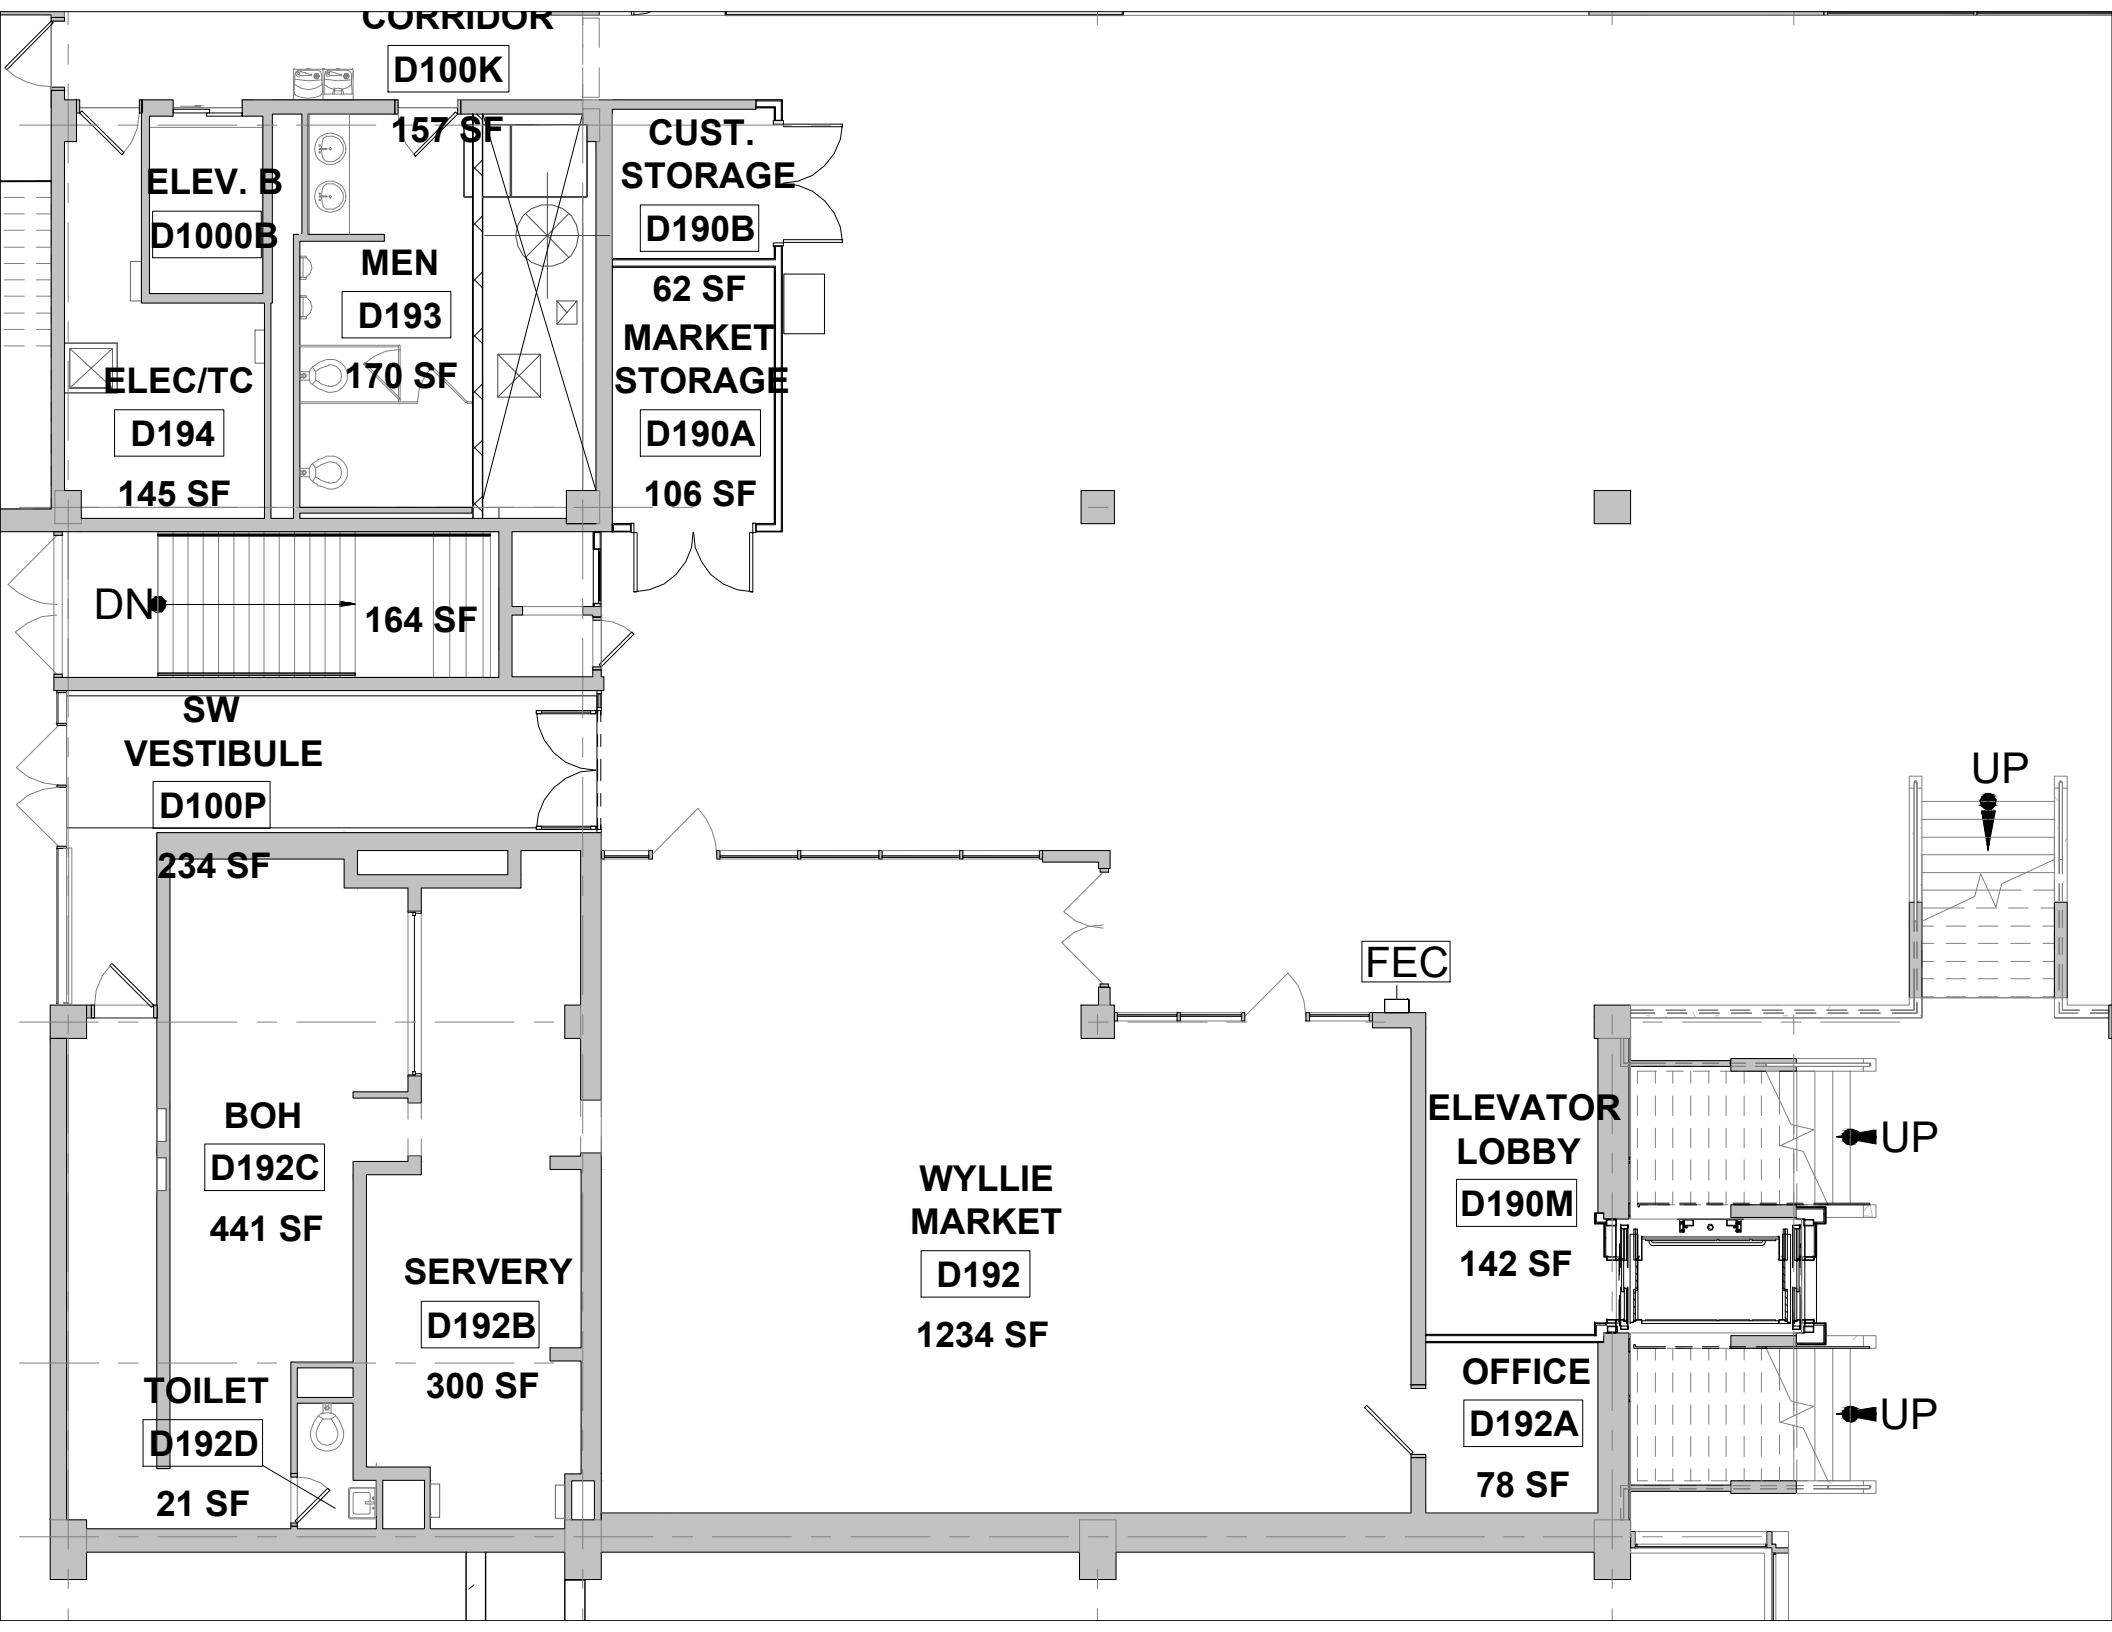 CORRIDOR
D100K
157 SF
ELEV. B
D1000B
MEN
D193
170 SF
CUST.
STORAGE
D190B
62 SF
MARKET
STORAGE
D190A
106 SF
ELEC/TC
D194
145 SF
DN
164 SF
SW
VESTIBULE
D100P
234 SF
UP
FEC
BOH
D192C
441 SF
SERVERY
D192B
300 SF
TOILET
D192D
21 SF
WYLLIE
MARKET
D192
1234 SF
ELEVATOR
LOBBY
D190M
142 SF
UP
OFFICE
D192A
78 SF
UP